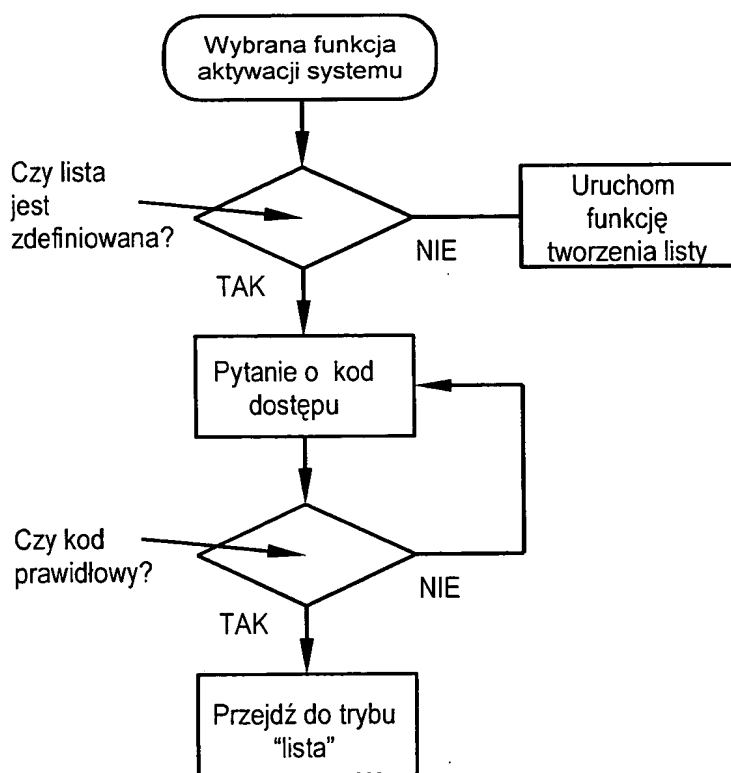 Wybrana funkcja
aktywacji systemu
Czy lista
jest
zdefiniowana?
NIE
Uruchom
funkcję
tworzenia listy
TAK
Pytanie o kod
dostępu
Czy kod
prawidłowy?
NIE
TAK
Przejdź do trybu
“lista”